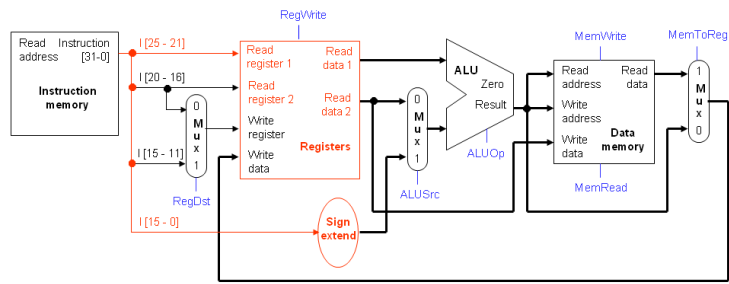 RegWrite
I [25 - 21]
Read Instruction
address [31-0]
Instruction
memory
I [20 - 16]
I [15 - 11]
I [15 - 0]
0
M
u
x
1
RegDst
Read
register 1
Read
data 1
Read
register 2
Read
data 2
Write
register
Write
data
Registers
Sign
extend
0
M
u
x
1
ALUSrc
ALU
Zero
Result
ALUOp
MemWrite
Read
address
Read
data
Write
address
Write
data
Data
memory
MemRead
MemToReg
1
M
u
x
0